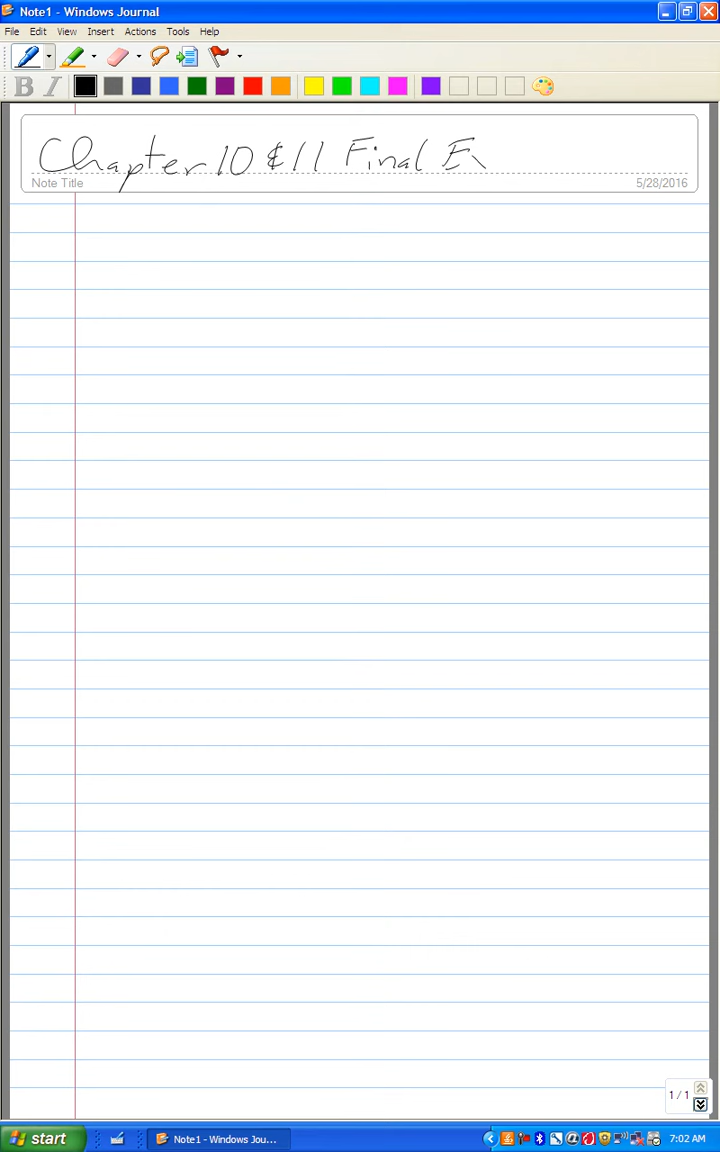 Note1 - Windows Journal
File Edit View Insert Actions Tools Help
B I
Chapter 10 & 11 Final
Note Title 5/28/2016
1 / 1
start Note1 - Windows Jou... 7:02 AM